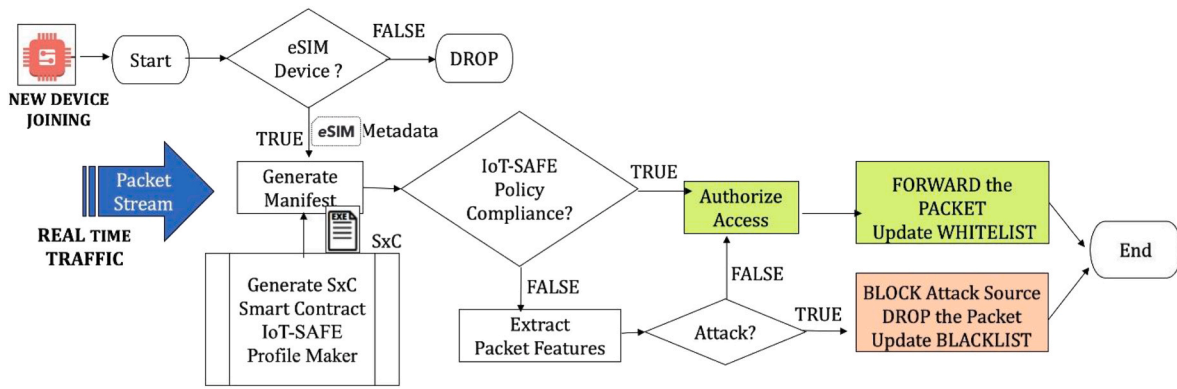 NEW DEVICE
JOINING
Start
eSIM
Device ?
FALSE
DROP
TRUE
eSIM Metadata
Packet
Stream
REAL TIME
TRAFFIC
Generate
Manifest
EXE
SxC
Generate SxC
Smart Contract
IoT-SAFE
Profile Maker
IoT-SAFE
Policy
Compliance?
TRUE
FALSE
Authorize
Access
Extract
Packet Features
Attack?
FALSE
TRUE
FORWARD the
PACKET
Update WHITELIST
BLOCK Attack Source
DROP the Packet
Update BLACKLIST
End